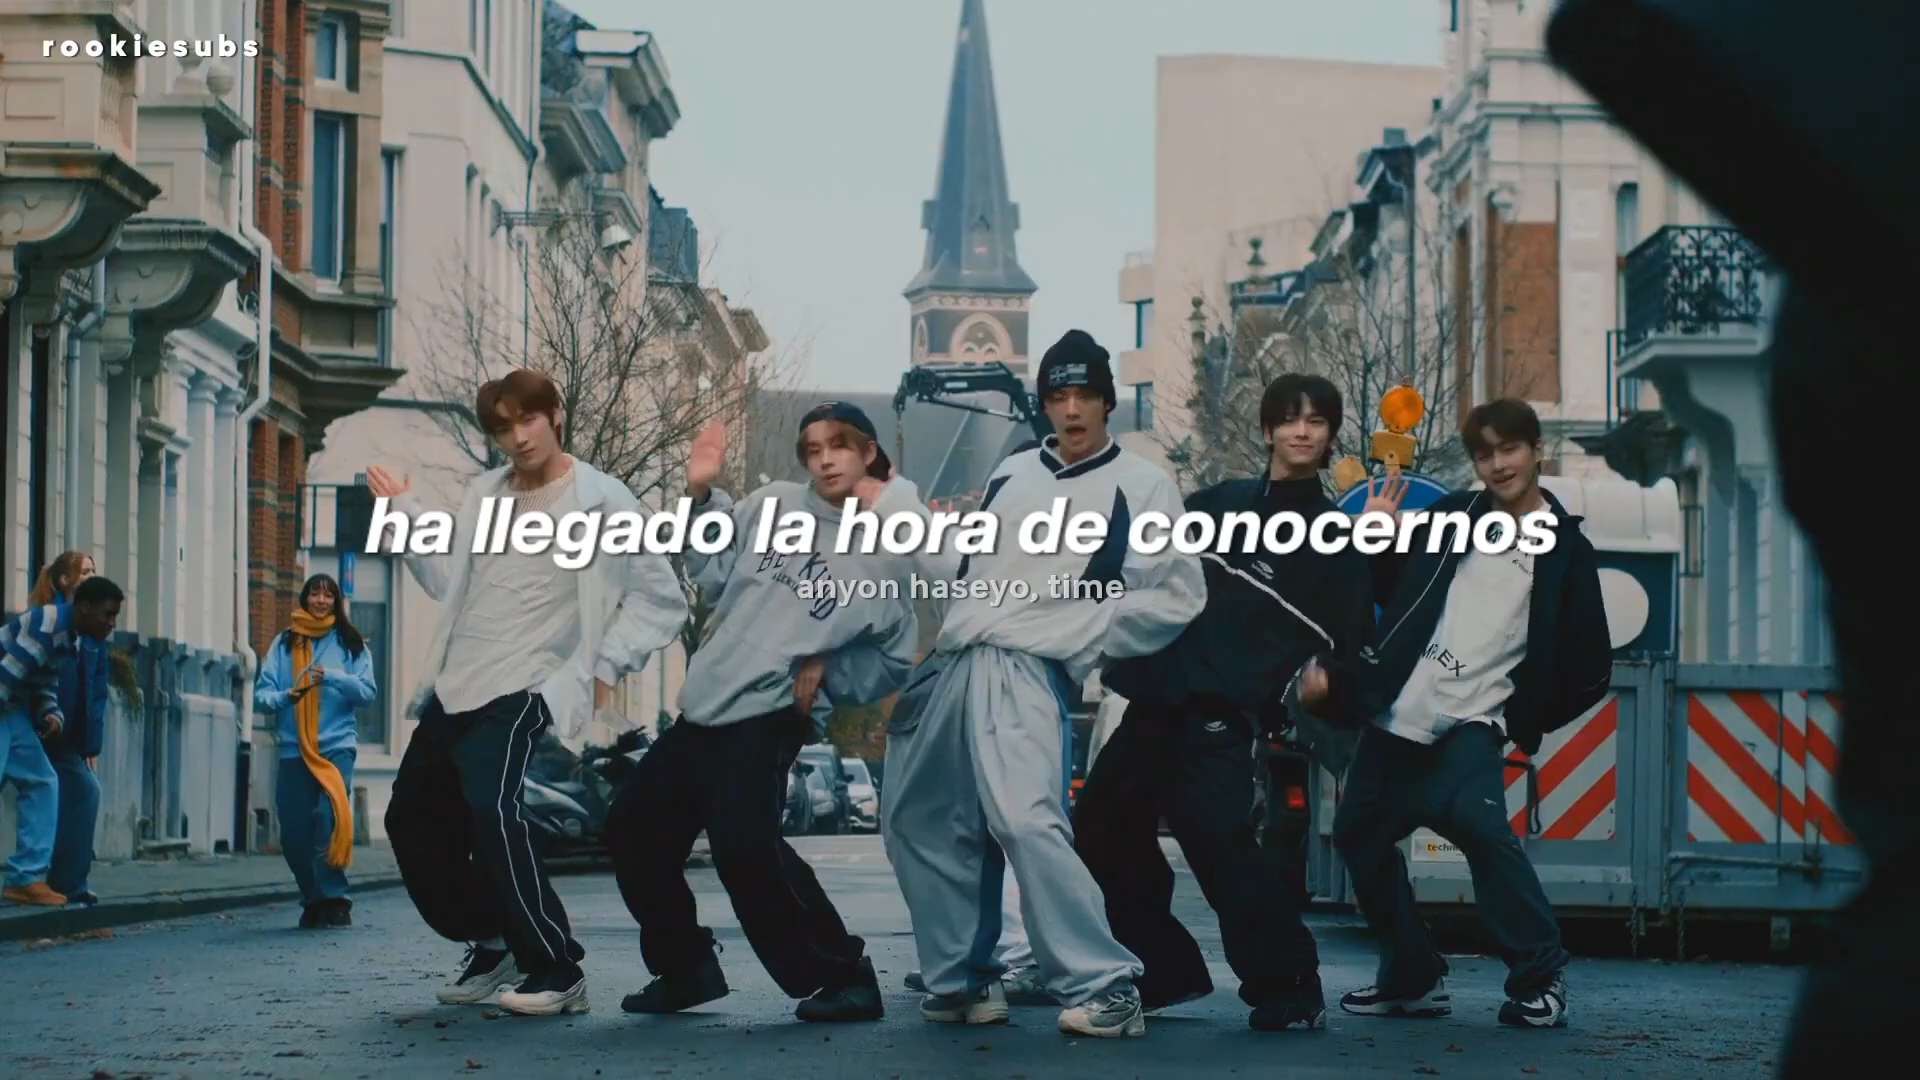 rookiesubs
ha llegado la hora de conocernos
anyon haseyo, time